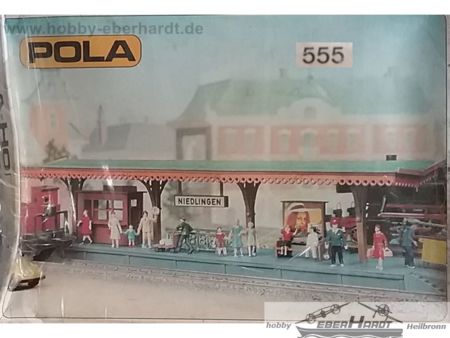 www.hobby-eberhardt.de
POLA
555
NIEDLINGEN
hobby EBERHARDT Heilbronn